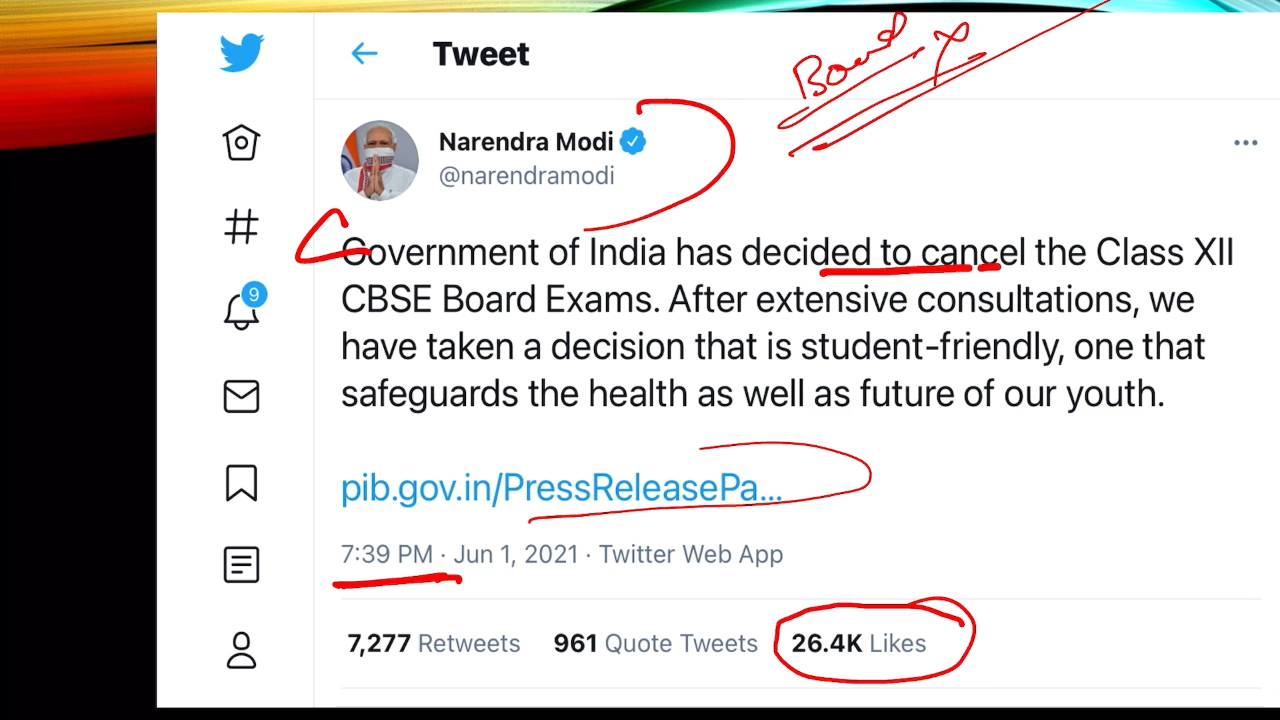 Tweet
Board X
Narendra Modi
@narendramodi
Government of India has decided to cancel the Class XII
CBSE Board Exams. After extensive consultations, we
have taken a decision that is student-friendly, one that
safeguards the health as well as future of our youth.
pib.gov.in/PressReleasePa...
7:39 PM · Jun 1, 2021 · Twitter Web App
7,277 Retweets 961 Quote Tweets 26.4K Likes
9